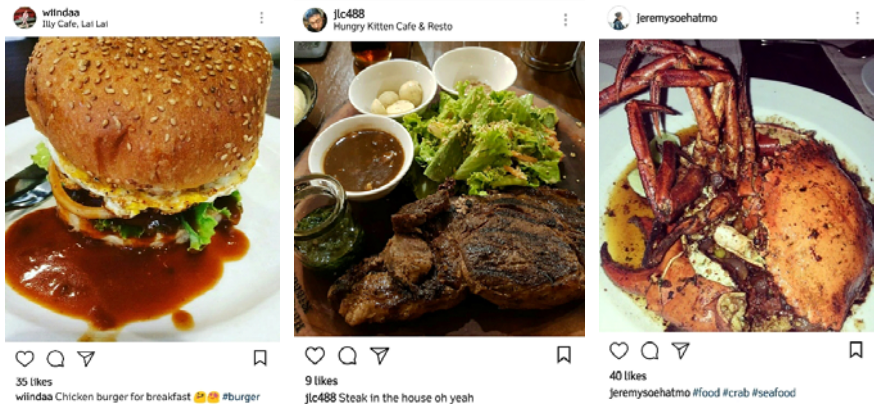 wiindaa
Illy Cafe, Lai Lai
35 likes
wiindaa Chicken burger for breakfast #burger
jlc488
Hungry Kitten Cafe & Resto
9 likes
jlc488 Steak in the house oh yeah
jeremysoehatmo
40 likes
jeremysoehatmo #food #crab #seafood